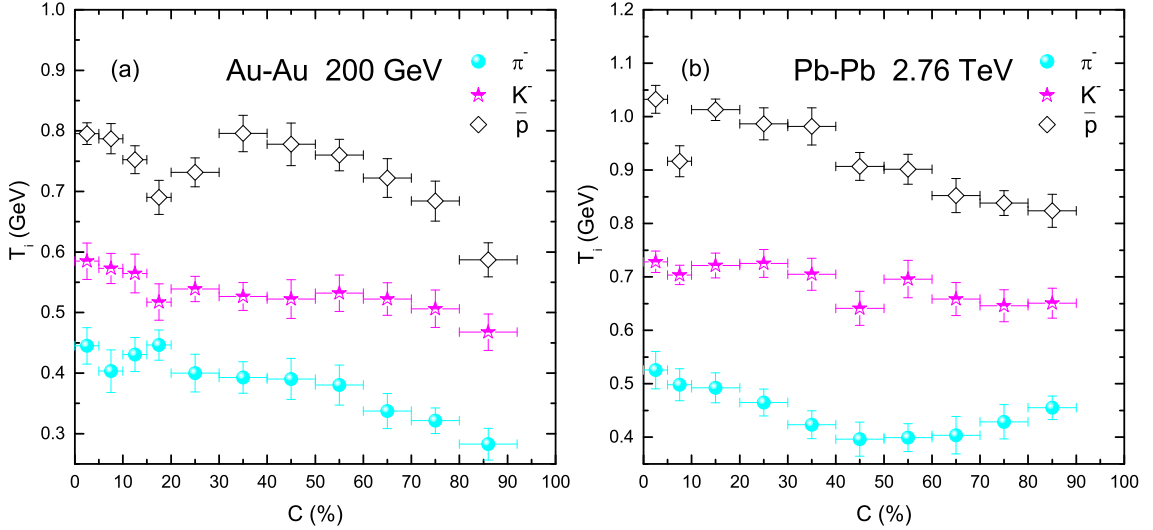 (a) Au-Au 200 GeV
π⁻
K⁻
p̅
1.0
0.9
0.8
0.7
0.6
0.5
0.4
0.3
T_i (GeV)
0 10 20 30 40 50 60 70 80 90 100
C (%)
(b) Pb-Pb 2.76 TeV
π⁻
K⁻
p̅
1.2
1.1
1.0
0.9
0.8
0.7
0.6
0.5
0.4
T_i (GeV)
0 10 20 30 40 50 60 70 80 90 100
C (%)